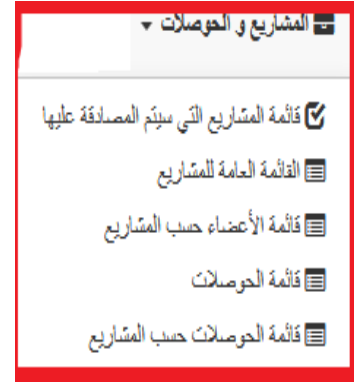 المشاريع و الحوصلات
قائمة المشاريع التي سيتم المصادقة عليها
القائمة العامة للمشاريع
قائمة الأعضاء حسب المشاريع
قائمة الحوصلات
قائمة الحوصلات حسب المشاريع